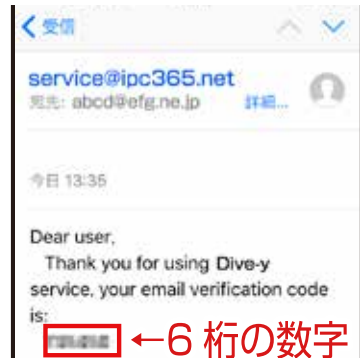 受信
service@ipc365.net
宛先: abcd@efg.ne.jp 詳細...
今日 13:35
Dear user,
Thank you for using Dive-y
service, your email verification code
is:
←6 桁の数字